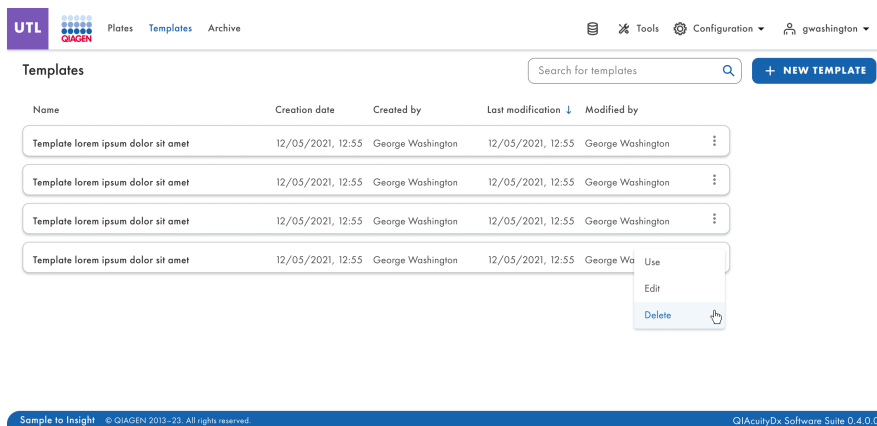 UTL QIAGEN Plates Templates Archive Tools Configuration gwashington
Templates Search for templates + NEW TEMPLATE
Name Creation date Created by Last modification ↓ Modified by
Template lorem ipsum dolor sit amet 12/05/2021, 12:55 George Washington 12/05/2021, 12:55 George Washington
Template lorem ipsum dolor sit amet 12/05/2021, 12:55 George Washington 12/05/2021, 12:55 George Washington
Template lorem ipsum dolor sit amet 12/05/2021, 12:55 George Washington 12/05/2021, 12:55 George Washington
Template lorem ipsum dolor sit amet 12/05/2021, 12:55 George Washington 12/05/2021, 12:55 George Wa
Use
Edit
Delete
Sample to Insight © QIAGEN 2013–23. All rights reserved. QIAcuityDx Software Suite 0.4.0.0